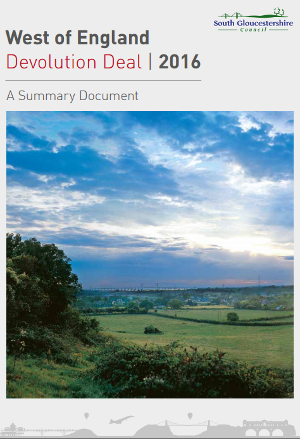 South Gloucestershire
Council
West of England
Devolution Deal | 2016
A Summary Document